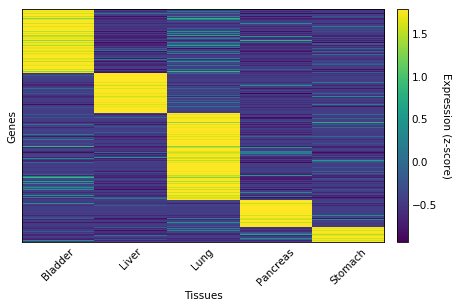 Genes
Bladder
Liver
Lung
Pancreas
Stomach
Tissues
1.5
1.0
0.5
0.0
−0.5
Expression (z-score)